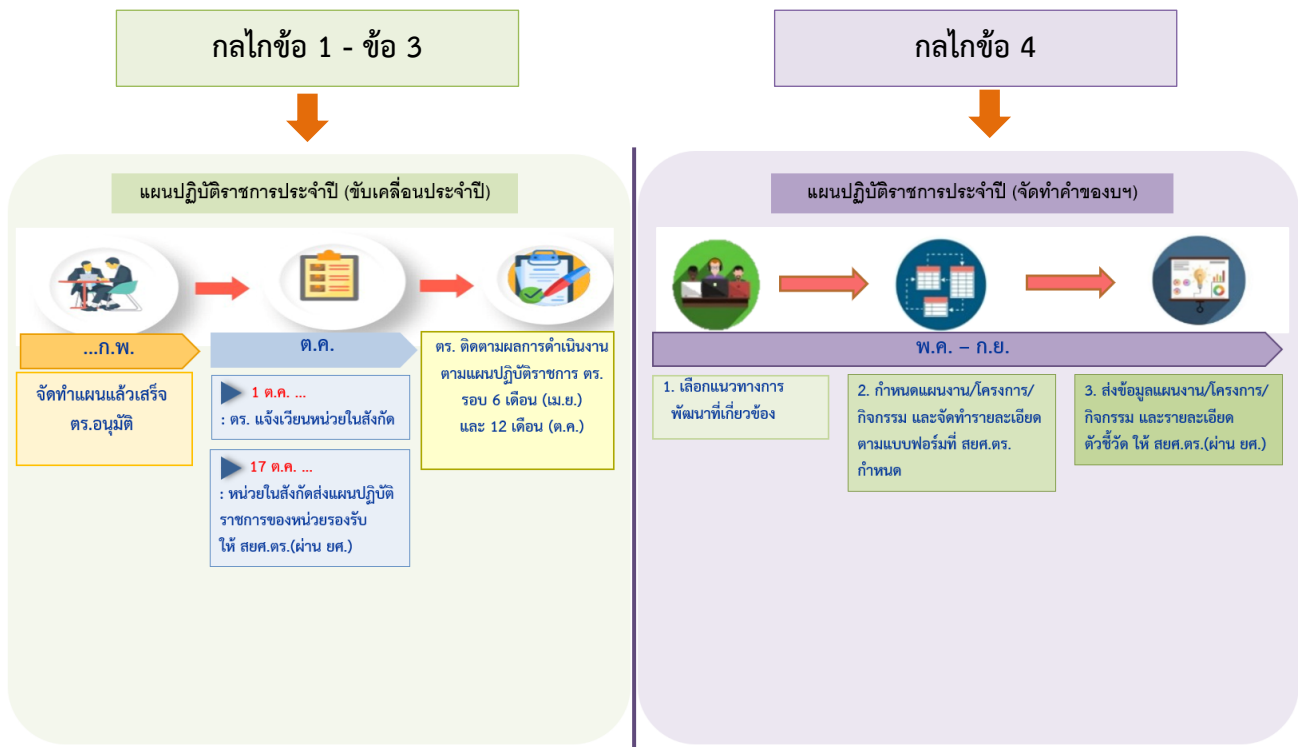 กลไกข้อ 1 - ข้อ 3
แผนปฏิบัติราชการประจำปี (ขับเคลื่อนประจำปี)
...ก.พ.
จัดทำแผนแล้วเสร็จ
ตร.อนุมัติ
ต.ค.
1 ต.ค. ...
: ตร. แจ้งเวียนหน่วยในสังกัด
17 ต.ค. ...
: หน่วยในสังกัดส่งแผนปฏิบัติ
ราชการของหน่วยรองรับ
ให้ สยศ.ตร.(ผ่าน ยศ.)
ตร. ติดตามผลการดำเนินงาน
ตามแผนปฏิบัติราชการ ตร.
รอบ 6 เดือน (เม.ย.)
และ 12 เดือน (ต.ค.)
กลไกข้อ 4
แผนปฏิบัติราชการประจำปี (จัดทำคำของบฯ)
พ.ค. – ก.ย.
1. เลือกแนวทางการ
พัฒนาที่เกี่ยวข้อง
2. กำหนดแผนงาน/โครงการ/
กิจกรรม และจัดทำรายละเอียด
ตามแบบฟอร์มที่ สยศ.ตร.
กำหนด
3. ส่งข้อมูลแผนงาน/โครงการ/
กิจกรรม และรายละเอียด
ตัวชี้วัด ให้ สยศ.ตร.(ผ่าน ยศ.)